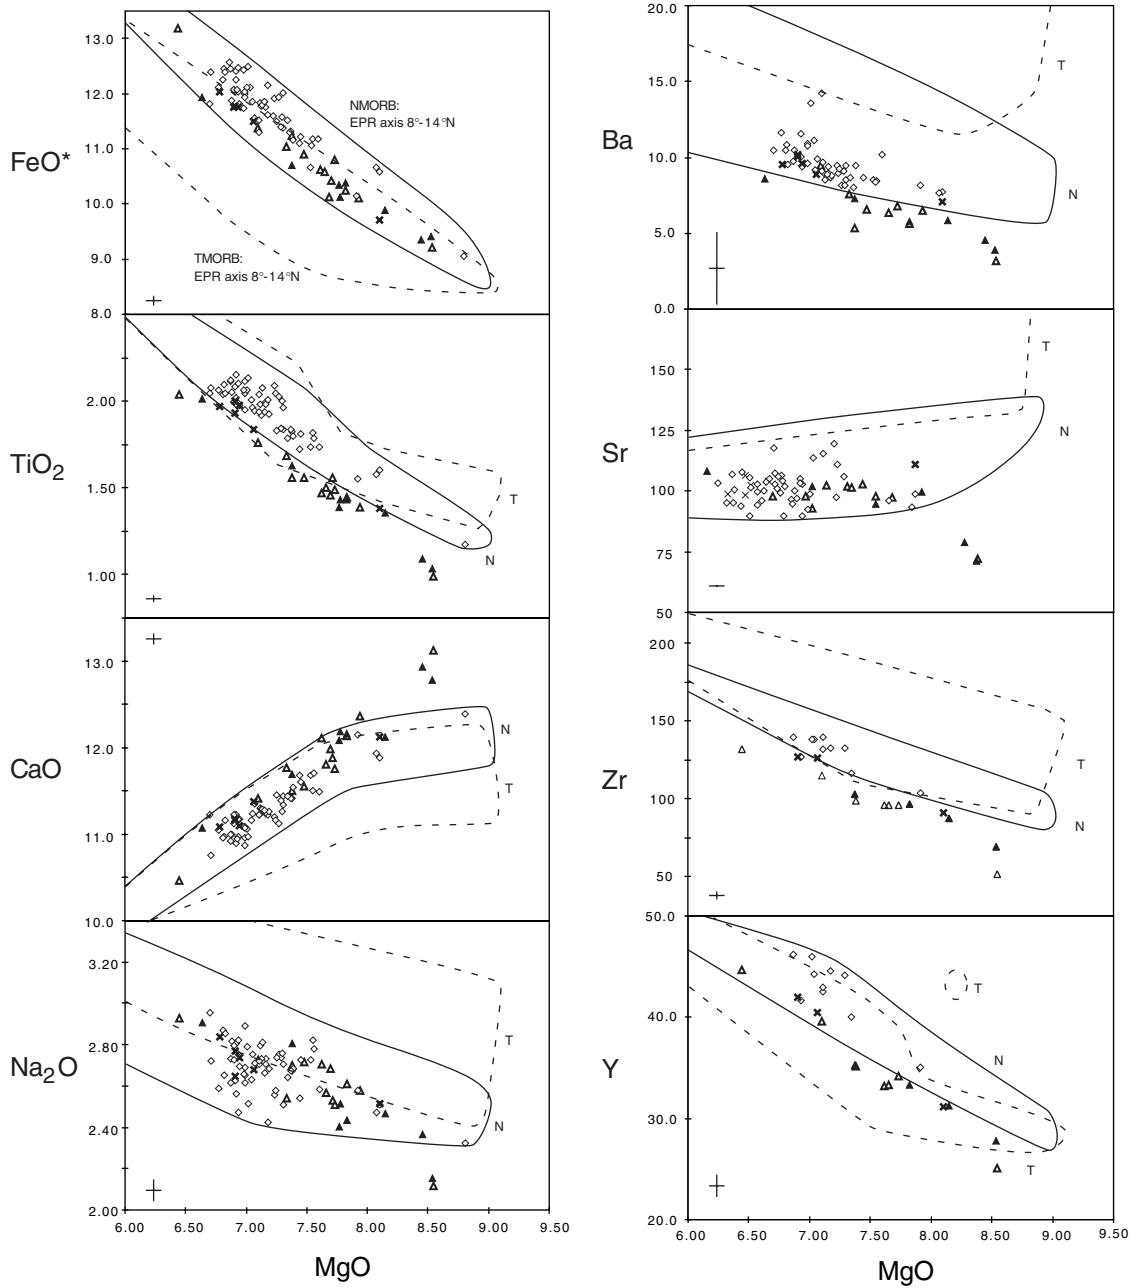 13.0
12.0
11.0
10.0
9.0
8.0
FeO*
NMORB:
EPR axis 8°-14°N
TMORB:
EPR axis 8°-14°N
2.00
1.50
1.00
TiO2
T
N
13.0
12.0
11.0
10.0
CaO
N
T
3.20
2.80
2.40
2.00
Na2O
T
N
6.00 6.50 7.00 7.50 8.00 8.50 9.00 9.50
MgO
20.0
15.0
10.0
5.0
0.0
Ba
T
N
150
125
100
75
50
Sr
T
N
200
150
100
50
Zr
T
N
50.0
40.0
30.0
20.0
Y
T
N
T
6.00 6.50 7.00 7.50 8.00 8.50 9.00 9.50
MgO